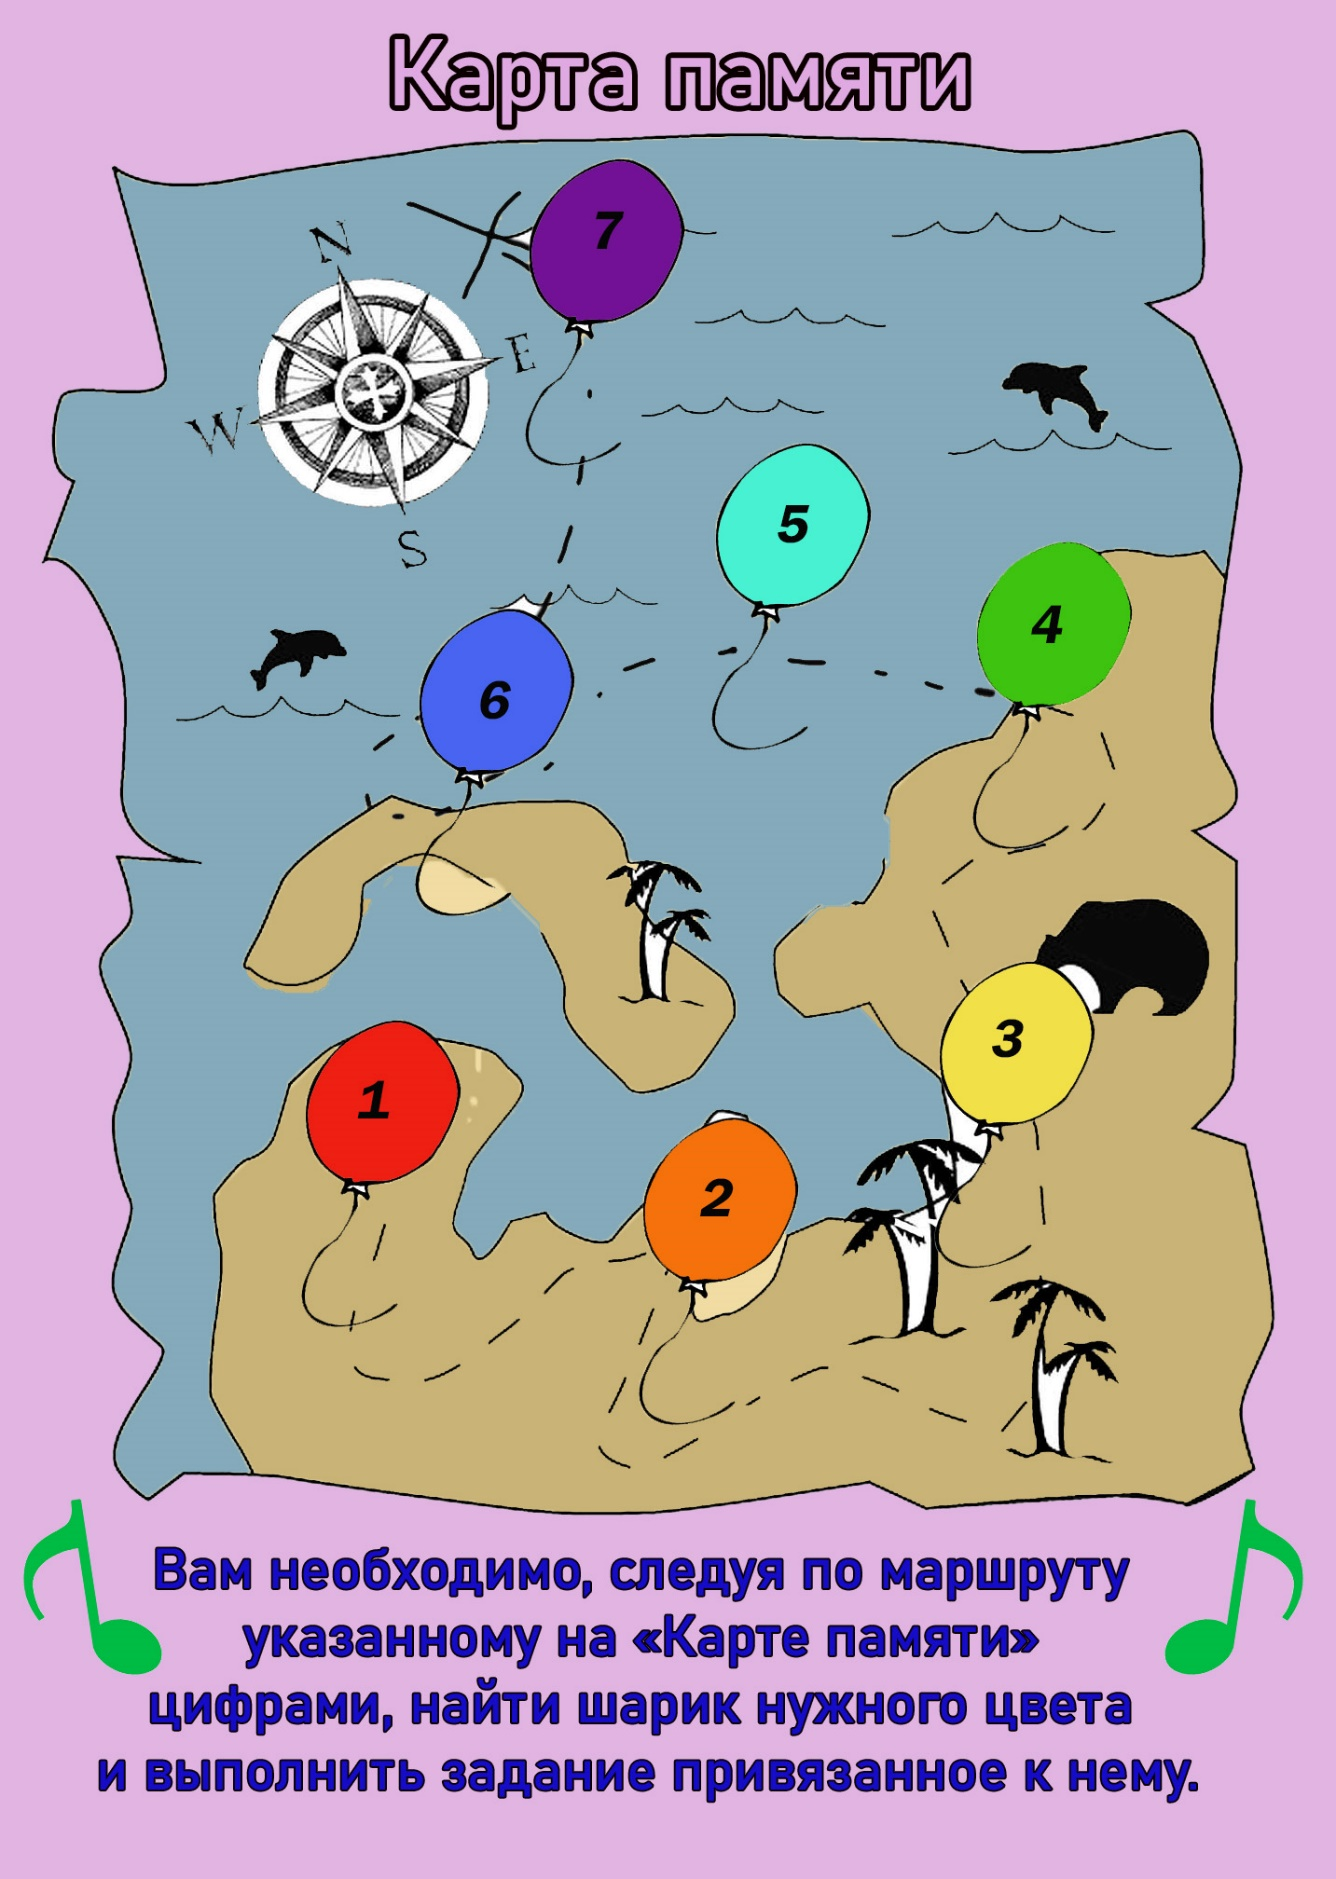 Карта памяти
7
N
E
W
S
5
4
6
3
1
2
Вам необходимо, следуя по маршруту
указанному на «Карте памяти»
цифрами, найти шарик нужного цвета
и выполнить задание привязанное к нему.